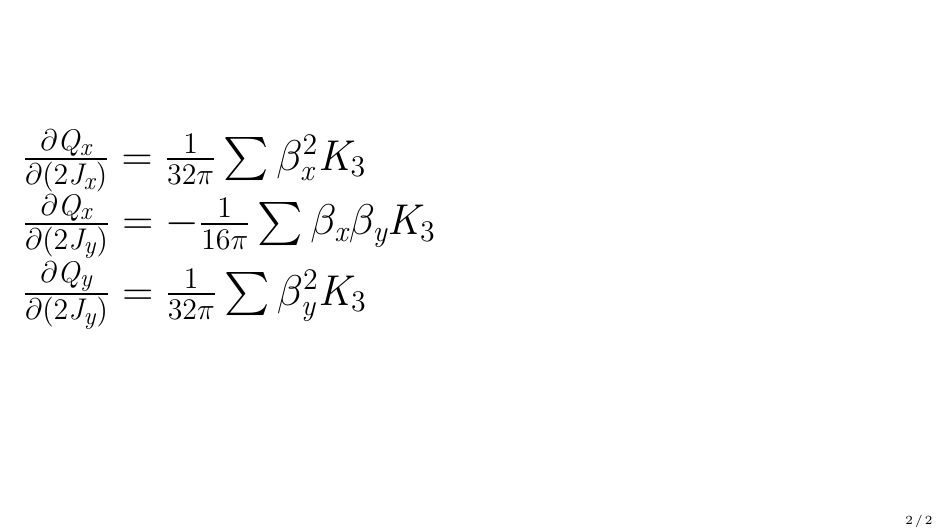 ∂Q_x/∂(2J_x) = 1/32π ∑ β_x^2 K_3
∂Q_x/∂(2J_y) = −1/16π ∑ β_x β_y K_3
∂Q_y/∂(2J_y) = 1/32π ∑ β_y^2 K_3
2 / 2